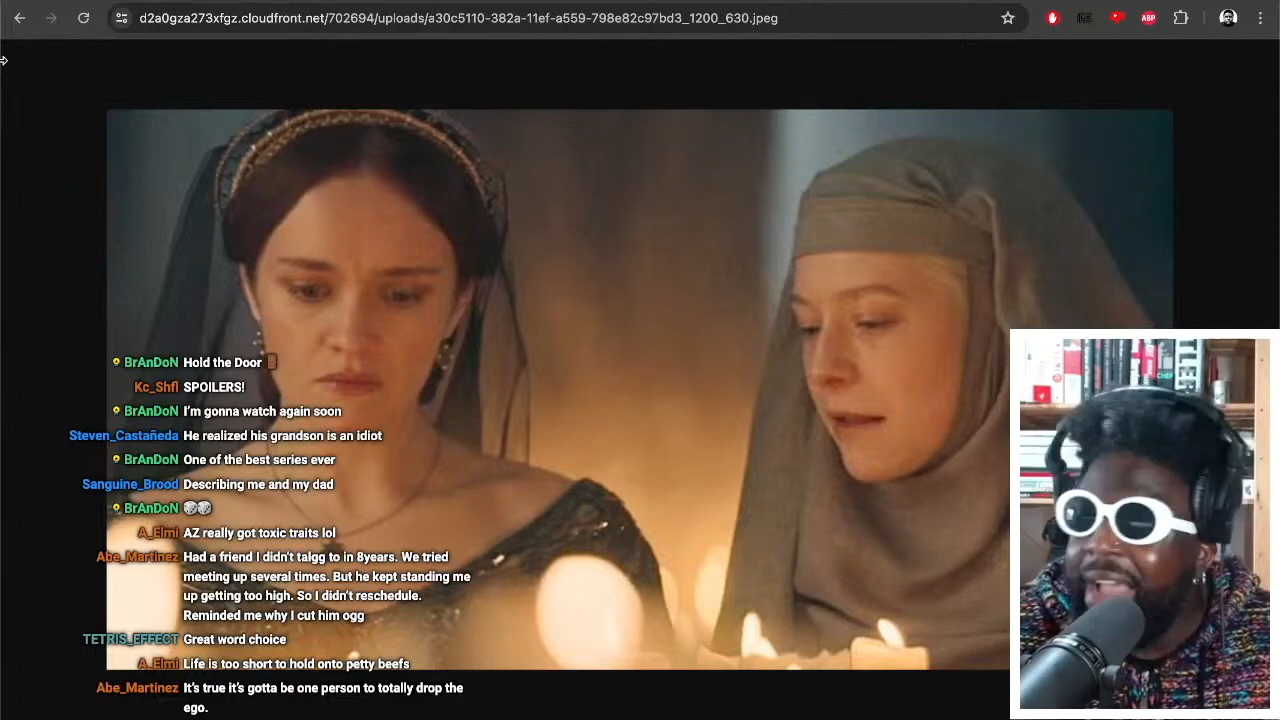 d2a0gza273xfgz.cloudfront.net/702694/uploads/a30c5110-382a-11ef-a559-798e82c97bd3_1200_630.jpeg
ABP
BrAnDoN Hold the Door
Kc_Shfl SPOILERS!
BrAnDoN I'm gonna watch again soon
Steven_Castañeda He realized his grandson is an idiot
BrAnDoN One of the best series ever
Sanguine_Brood Describing me and my dad
BrAnDoN
A_Elmi AZ really got toxic traits lol
Abe_Martinez Had a friend I didn't talgg to in 8years. We tried
meeting up several times. But he kept standing me
up getting too high. So I didn't reschedule.
Reminded me why I cut him ogg
TETRIS_EFFECT Great word choice
A_Elmi Life is too short to hold onto petty beefs
Abe_Martinez It's true it's gotta be one person to totally drop the
ego.